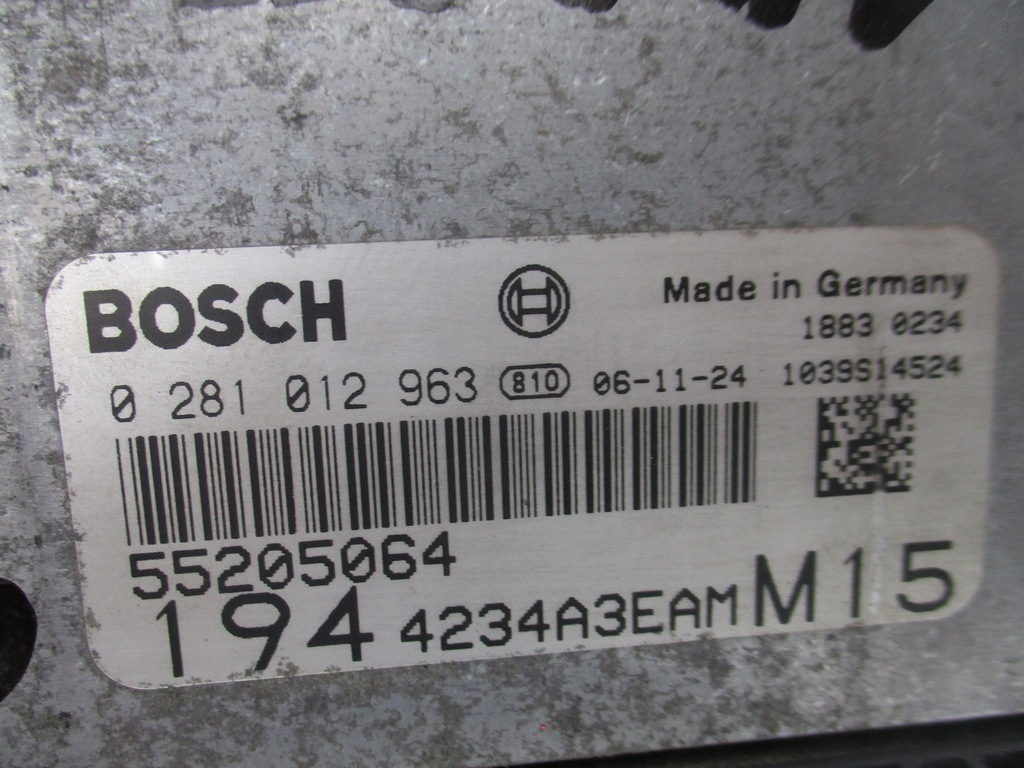 BOSCH
Made in Germany
1883 0234
0 281 012 963 810 06-11-24 1039S14524
55205064
194 4234A3EAM M15